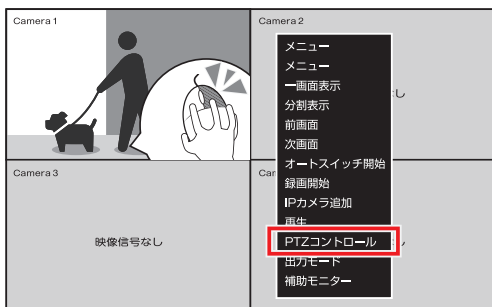 Camera 1
Camera 2
メニュー
メニュー
一画面表示
分割表示
前画面
次画面
オートスイッチ開始
録画開始
IPカメラ追加
再生
PTZコントロール
出力モード
補助モニター
し
Camera 3
Car
映像信号なし